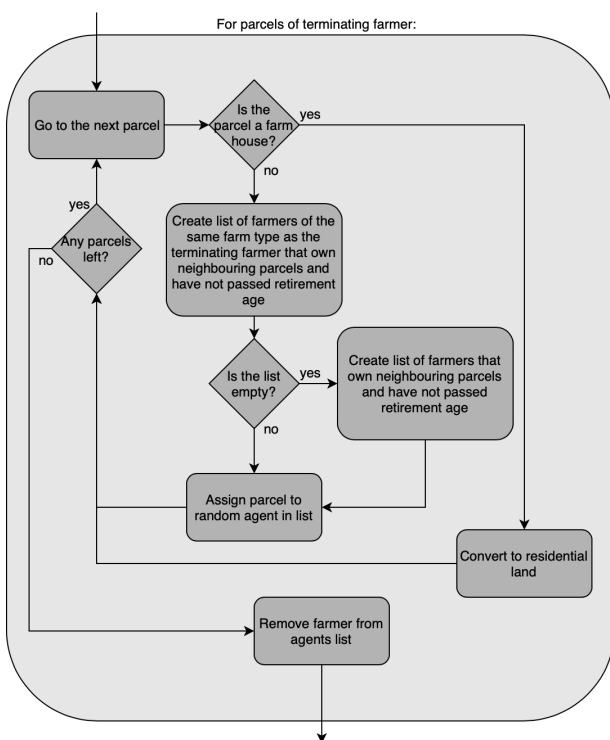 For parcels of terminating farmer:
Go to the next parcel
Is the
parcel a farm
house?
yes
no
Create list of farmers of the
same farm type as the
terminating farmer that own
neighbouring parcels and
have not passed retirement
age
yes
Any parcels
left?
no
Is the list
empty?
yes
no
Create list of farmers that
own neighbouring parcels
and have not passed
retirement age
Assign parcel to
random agent in list
Convert to residential
land
Remove farmer from
agents list